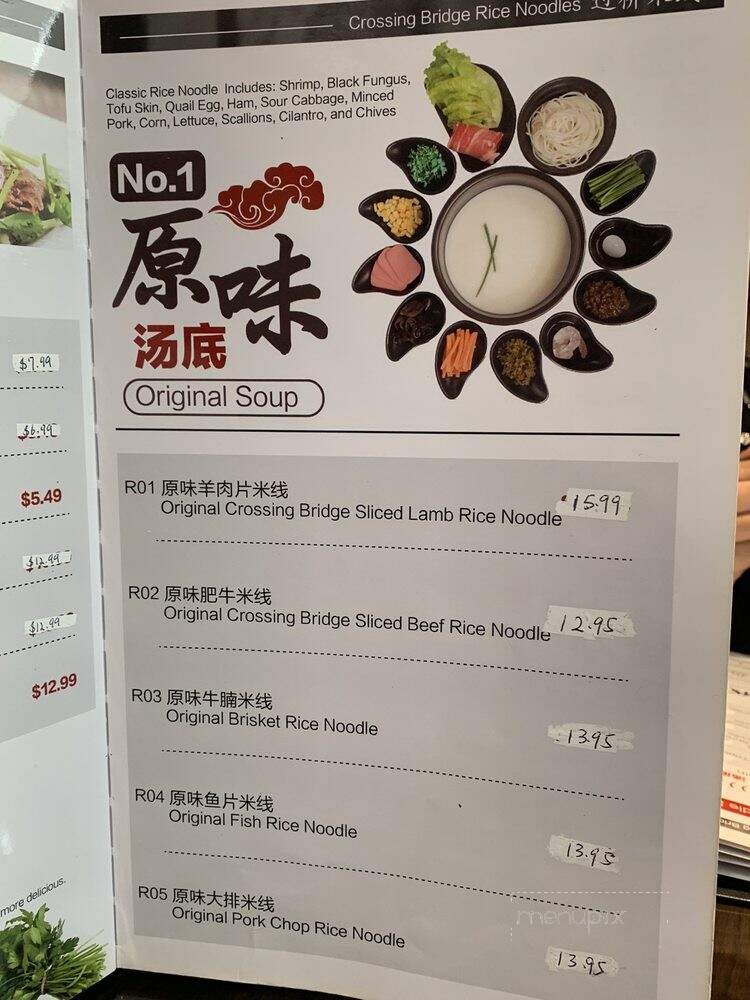 Crossing Bridge Rice Noodles
Classic Rice Noodle Includes: Shrimp, Black Fungus,
Tofu Skin, Quail Egg, Ham, Sour Cabbage, Minced
Pork, Corn, Lettuce, Scallions, Cilantro, and Chives
No.1
原味
汤底
Original Soup
$7.99
$6.99
$5.49
$12.99
$12.99
$12.99
more delicious.
R01 原味羊肉片米线
Original Crossing Bridge Sliced Lamb Rice Noodle 15.99
R02 原味肥牛米线
Original Crossing Bridge Sliced Beef Rice Noodle 12.95
R03 原味牛腩米线
Original Brisket Rice Noodle 13.95
R04 原味鱼片米线
Original Fish Rice Noodle 13.95
R05 原味大排米线
Original Pork Chop Rice Noodle 13.95
menupix